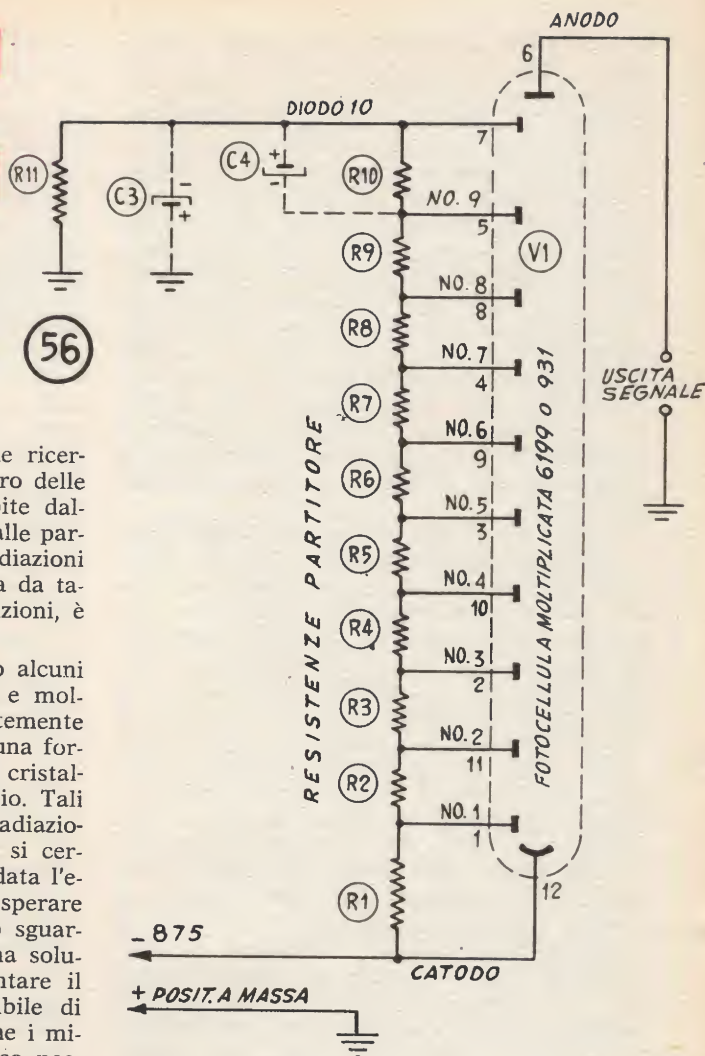 ANODO
6
DIODO 10
7
R11
C3
-
+
C4
+
-
R10
NO. 9
5
R9
V1
NO. 8
8
R8
NO. 7
4
R7
NO. 6
9
R6
NO. 5
3
R5
NO. 4
10
R4
NO. 3
2
R3
NO. 2
11
R2
NO. 1
1
R1
12
56
RESISTENZE PARTITORE
FOTOCELLULA MOLTIPLICATA 6199 O 931
USCITA
SEGNALE
- 875
CATODO
+ POSIT. A MASSA
e ricer-
ro delle
ite dal-
alle par-
diazioni
a da ta-
zioni, è
o alcuni
e mol-
temente
una for-
cristal-
io. Tali
adiazio-
si cer-
data l'e-
sperare
o sguar-
na solu-
ntare il
bile di
ne i mi-